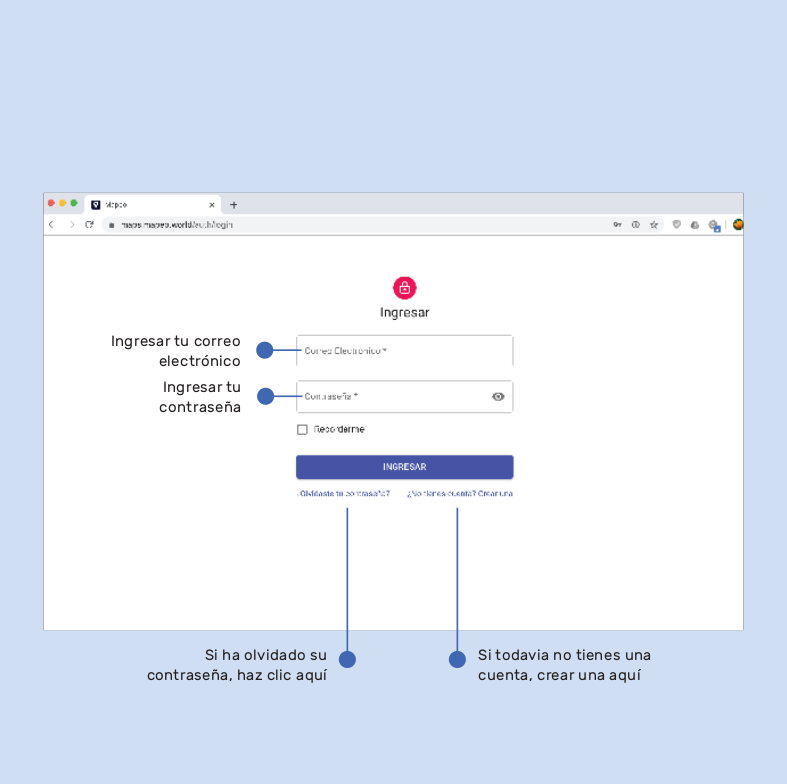 Mapeo
maps.mapeo.world/auth/login
Ingresar
Ingresar tu correo
electrónico
Correo Electrónico *
Ingresar tu
contraseña
Contraseña *
Recordarme
INGRESAR
¿Olvidaste tu contraseña? ¿No tienes cuenta? Crear una
Si ha olvidado su
contraseña, haz clic aquí
Si todavia no tienes una
cuenta, crear una aquí